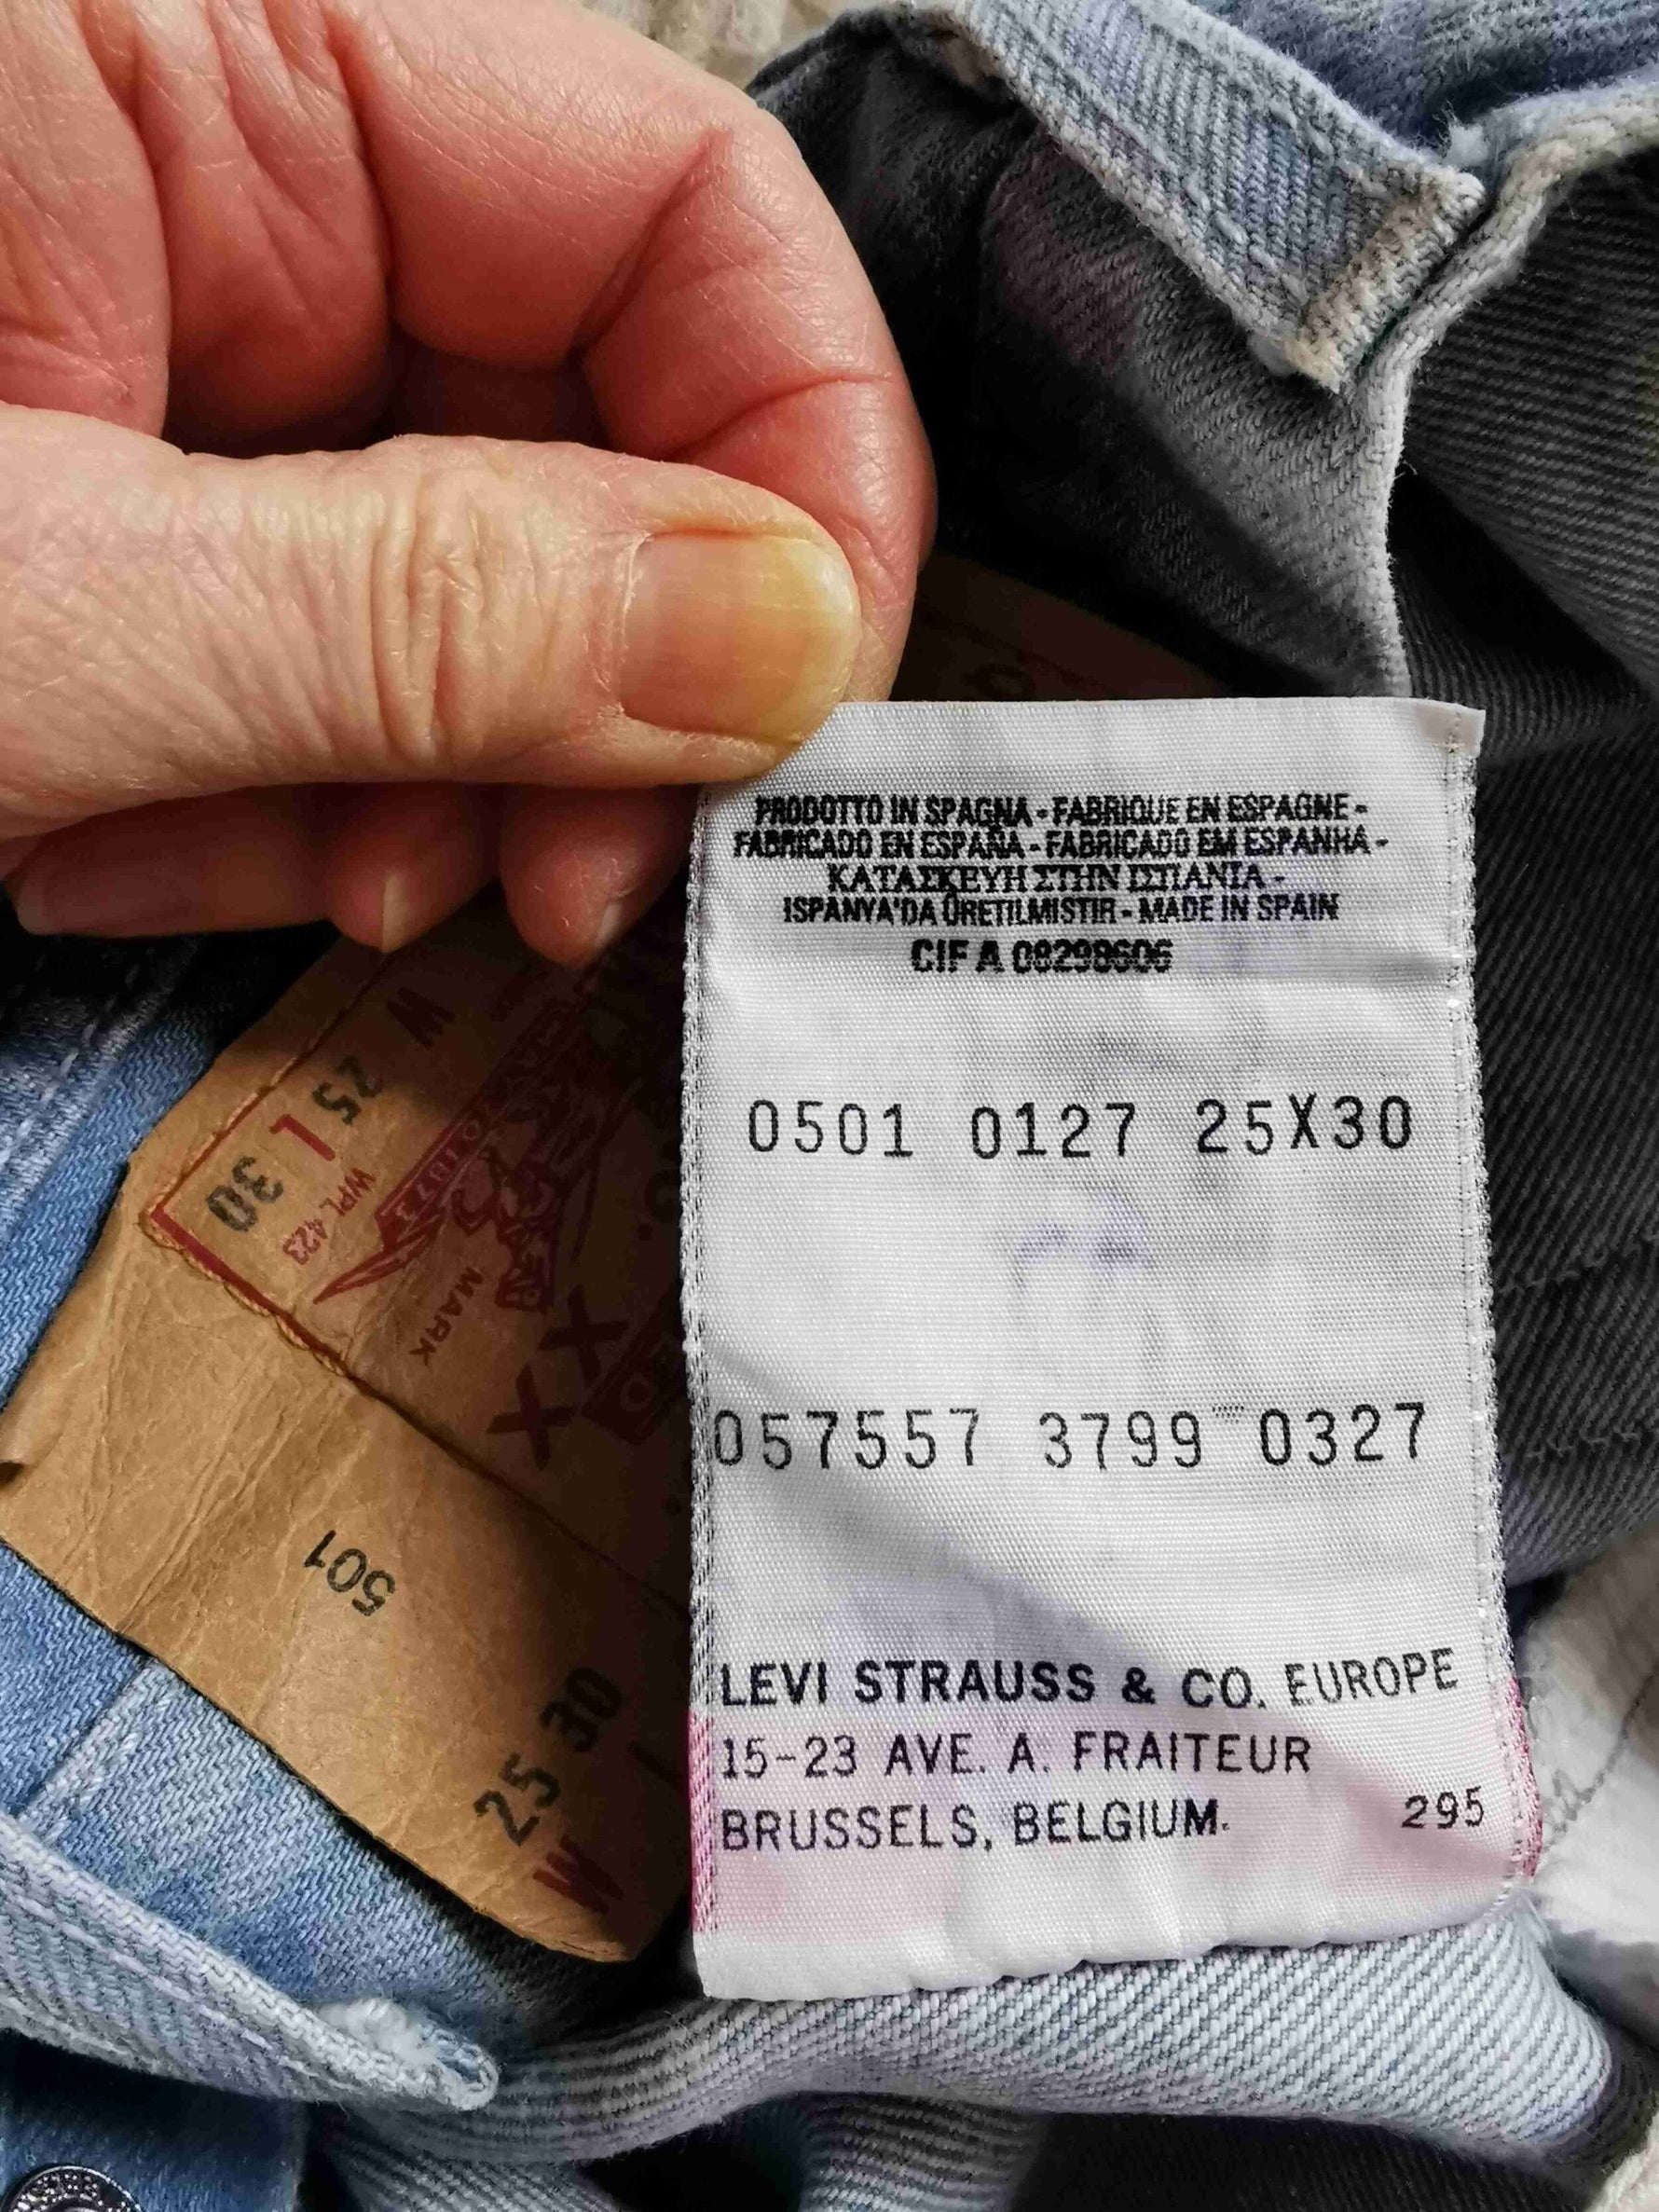 PRODOTTO IN SPAGNA - FABRIQUE EN ESPAGNE -
FABRICADO EN ESPAÑA - FABRICADO EM ESPANHA -
ΚΑΤΑΣΚΕΥΗ ΣΤΗΝ ΙΣΠΑΝΙΑ -
ISPANYA'DA ÜRETILMISTIR - MADE IN SPAIN
CIF A 08298606
0501 0127 25X30
057557 3799 0327
LEVI STRAUSS & CO. EUROPE
15-23 AVE. A. FRAITEUR
BRUSSELS, BELGIUM. 295
W 25 L 30
WPL 423
MARK
XX
501
W 25 L 30